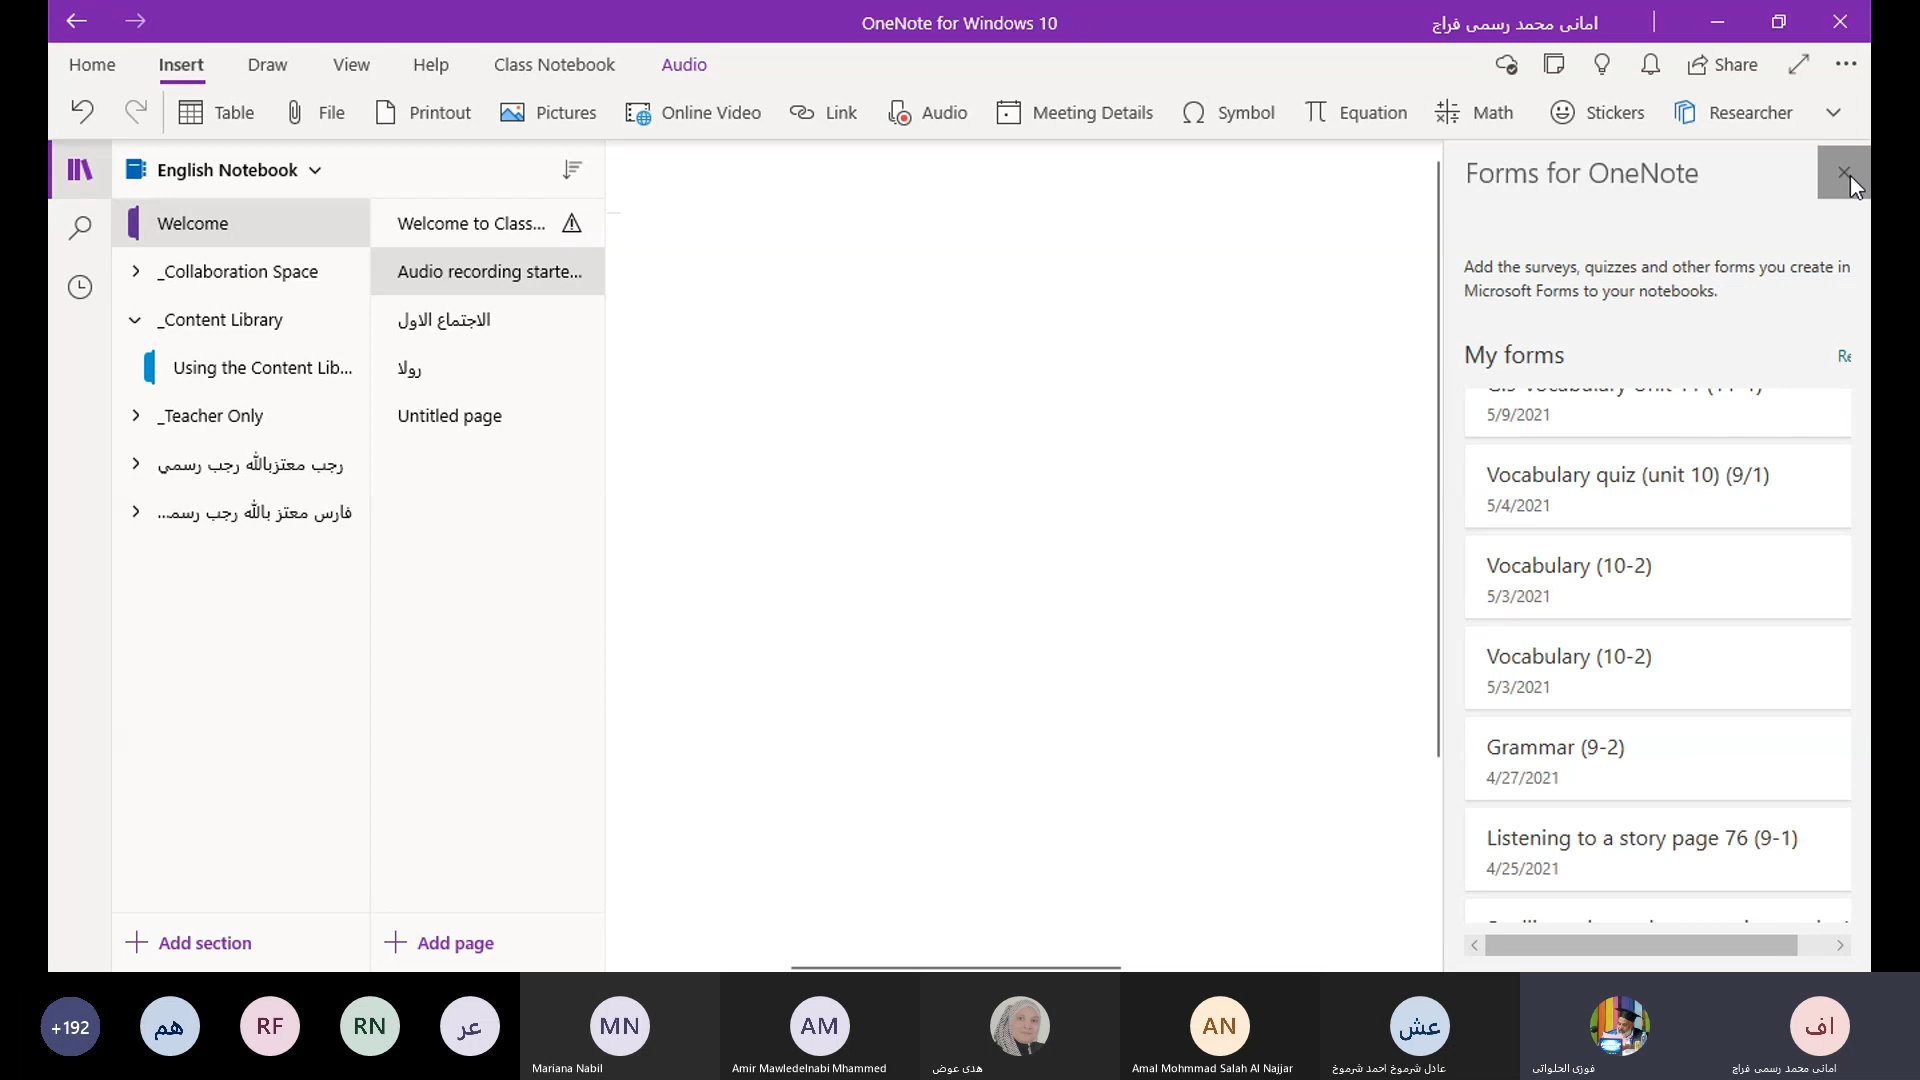 OneNote for Windows 10
امانى محمد رسمى فراج
Home Insert Draw View Help Class Notebook Audio
Share
Table File Printout Pictures Online Video Link Audio Meeting Details Symbol Equation Math Stickers Researcher
English Notebook
Welcome
_Collaboration Space
_Content Library
Using the Content Lib...
_Teacher Only
رجب معتزبالله رجب رسمي
فارس معتز بالله رجب رسمـ...
Add section
Welcome to Class...
Audio recording starte...
الاجتماع الاول
رولا
Untitled page
Add page
Forms for OneNote
Add the surveys, quizzes and other forms you create in
Microsoft Forms to your notebooks.
My forms
Re
5/9/2021
Vocabulary quiz (unit 10) (9/1)
5/4/2021
Vocabulary (10-2)
5/3/2021
Vocabulary (10-2)
5/3/2021
Grammar (9-2)
4/27/2021
Listening to a story page 76 (9-1)
4/25/2021
+192
هم
RF
RN
عر
MN
Mariana Nabil
AM
Amir Mawledelnabi Mhammed
هدى عوض
AN
Amal Mohmmad Salah Al Najjar
عش
عادل شرموخ احمد شرموخ
فوزى الحلواني
اف
امانى محمد رسمى فراج